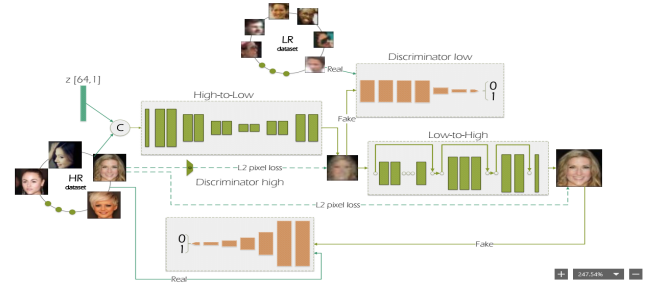 LR
dataset
Discriminator low
Real
0
1
z [64,1]
High-to-Low
C
Fake
Low-to-High
HR
dataset
L2 pixel loss
Discriminator high
L2 pixel loss
0
1
Fake
Real
247.54%